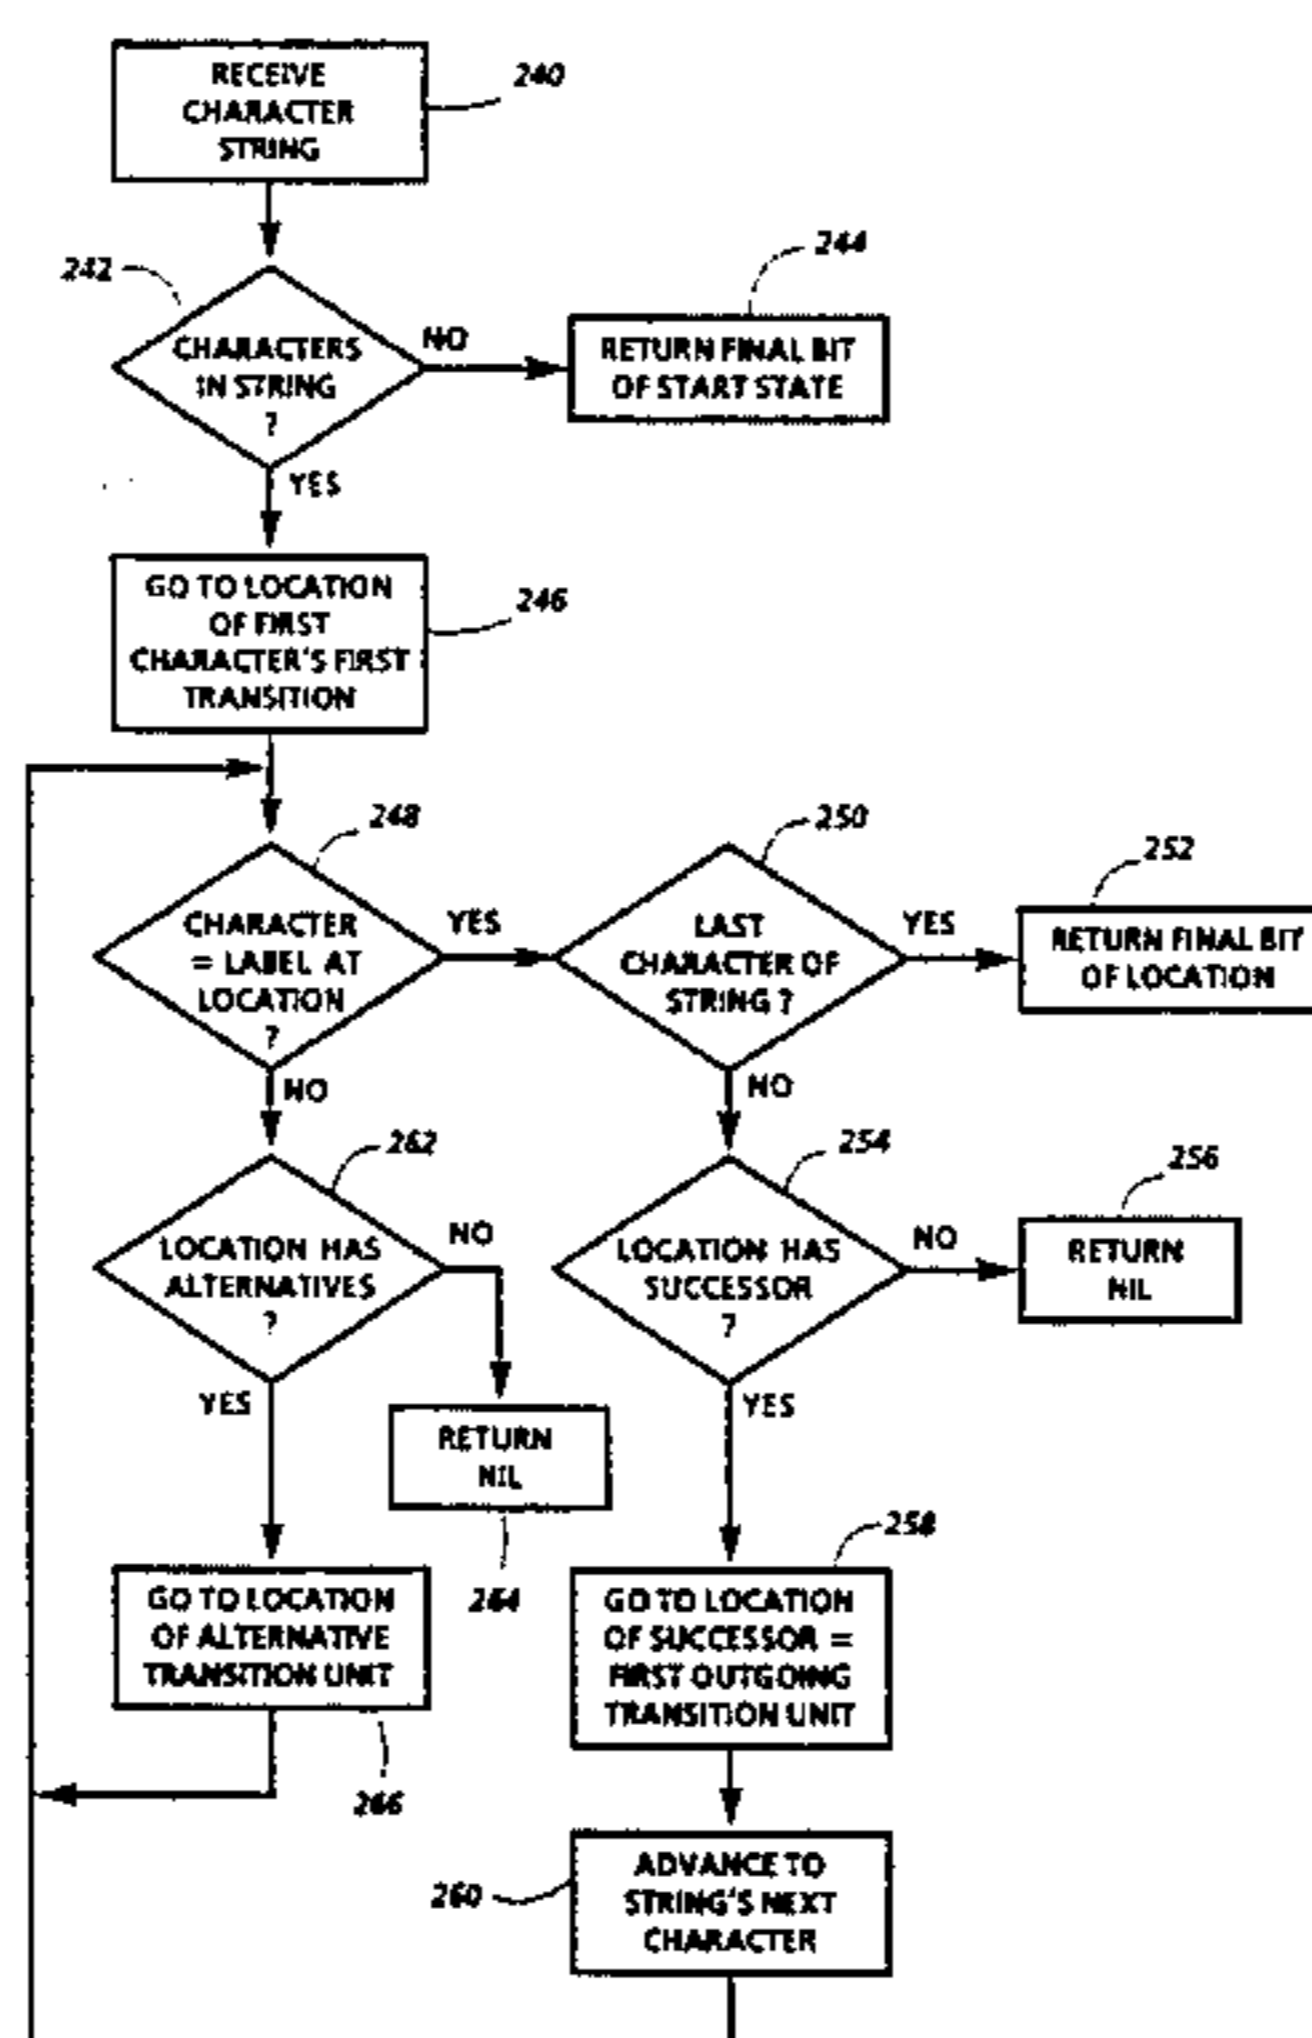 RECEIVE
CHARACTER
STRING
240
242
CHARACTERS
IN STRING
?
NO
244
RETURN FINAL BIT
OF START STATE
YES
GO TO LOCATION
OF FIRST
CHARACTER'S FIRST
TRANSITION
246
248
CHARACTER
= LABEL AT
LOCATION
?
YES
250
LAST
CHARACTER OF
STRING ?
YES
252
RETURN FINAL BIT
OF LOCATION
NO
NO
262
LOCATION HAS
ALTERNATIVES
?
NO
254
LOCATION HAS
SUCCESSOR
?
NO
256
RETURN
NIL
YES
RETURN
NIL
264
YES
258
GO TO LOCATION
OF ALTERNATIVE
TRANSITION UNIT
266
GO TO LOCATION
OF SUCCESSOR =
FIRST OUTGOING
TRANSITION UNIT
260
ADVANCE TO
STRING'S NEXT
CHARACTER